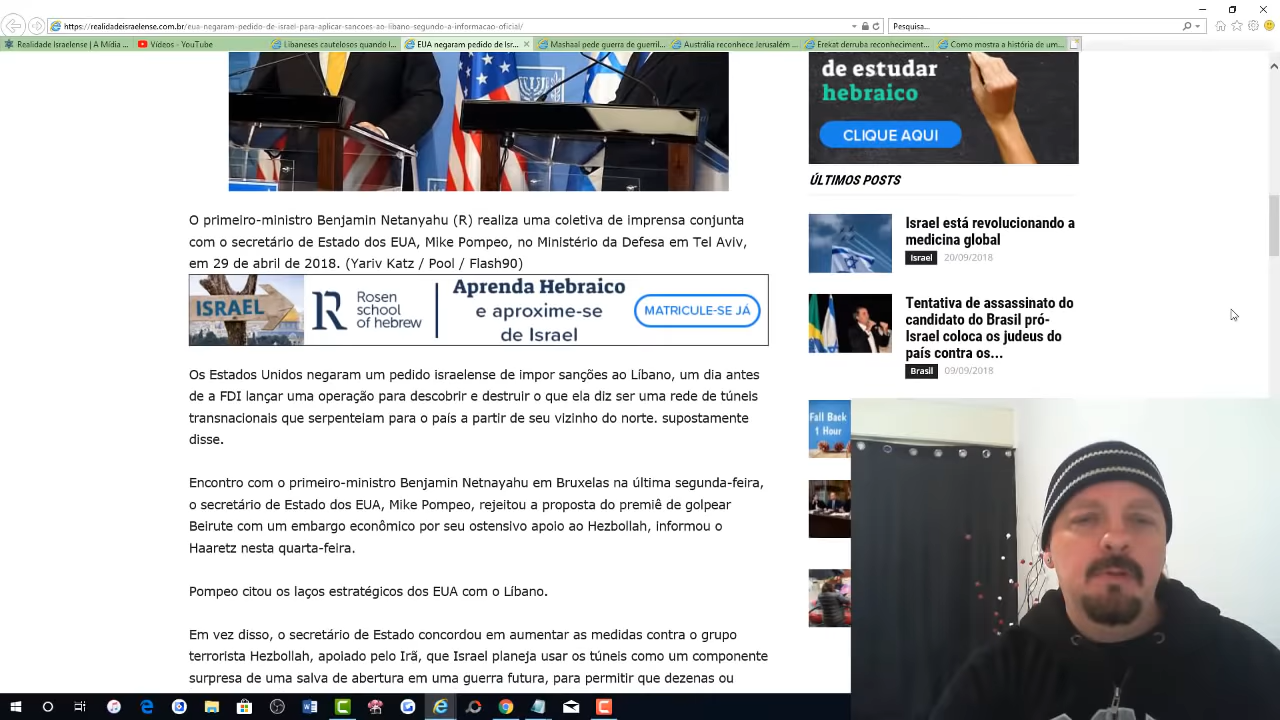 https://realidadeisraelense.com.br/eua-negaram-pedido-de-israel-para-aplicar-sancoes-ao-libano-segundo-a-informacao-oficial/
Pesquisa...
Realidade Israelense | A Mídia ...
Vídeos - YouTube
Libaneses cautelosos quando I...
EUA negaram pedido de Isr...
Mashaal pede guerra de guerril...
Austrália reconhece Jerusalém ...
Erekat derruba reconheciment...
Como mostra a história de um...
de estudar
hebraico
CLIQUE AQUI
ÚLTIMOS POSTS
Israel está revolucionando a
medicina global
Israel 20/09/2018
Tentativa de assassinato do
candidato do Brasil pró-
Israel coloca os judeus do
país contra os...
Brasil 09/09/2018
Fall Back
1 Hour
O primeiro-ministro Benjamin Netanyahu (R) realiza uma coletiva de imprensa conjunta
com o secretário de Estado dos EUA, Mike Pompeo, no Ministério da Defesa em Tel Aviv,
em 29 de abril de 2018. (Yariv Katz / Pool / Flash90)
ISRAEL
Rosen
school
of hebrew
Aprenda Hebraico
e aproxime-se
de Israel
MATRICULE-SE JÁ
Os Estados Unidos negaram um pedido israelense de impor sanções ao Líbano, um dia antes
de a FDI lançar uma operação para descobrir e destruir o que ela diz ser uma rede de túneis
transnacionais que serpenteiam para o país a partir de seu vizinho do norte. supostamente
disse.
Encontro com o primeiro-ministro Benjamin Netnayahu em Bruxelas na última segunda-feira,
o secretário de Estado dos EUA, Mike Pompeo, rejeitou a proposta do premiê de golpear
Beirute com um embargo econômico por seu ostensivo apoio ao Hezbollah, informou o
Haaretz nesta quarta-feira.
Pompeo citou os laços estratégicos dos EUA com o Líbano.
Em vez disso, o secretário de Estado concordou em aumentar as medidas contra o grupo
terrorista Hezbollah, apoiado pelo Irã, que Israel planeja usar os túneis como um componente
surpresa de uma salva de abertura em uma guerra futura, para permitir que dezenas ou